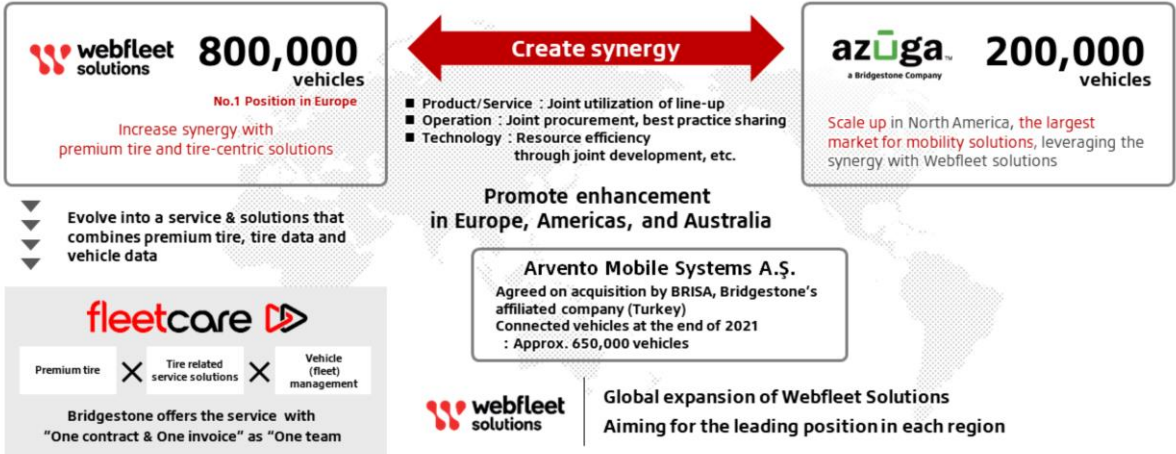 webfleet
solutions
800,000
vehicles
No.1 Position in Europe
Increase synergy with
premium tire and tire-centric solutions
Create synergy
■ Product/Service : Joint utilization of line-up
■ Operation : Joint procurement, best practice sharing
■ Technology : Resource efficiency
through joint development, etc.
azūga™
a Bridgestone Company
200,000
vehicles
Scale up in North America, the largest
market for mobility solutions, leveraging the
synergy with Webfleet solutions
Promote enhancement
in Europe, Americas, and Australia
Evolve into a service & solutions that
combines premium tire, tire data and
vehicle data
Arvento Mobile Systems A.Ş.
Agreed on acquisition by BRISA, Bridgestone's
affiliated company (Turkey)
Connected vehicles at the end of 2021
: Approx. 650,000 vehicles
fleetcare
Premium tire
×
Tire related
service solutions
×
Vehicle
(fleet)
management
Bridgestone offers the service with
"One contract & One invoice" as "One team
webfleet
solutions
Global expansion of Webfleet Solutions
Aiming for the leading position in each region